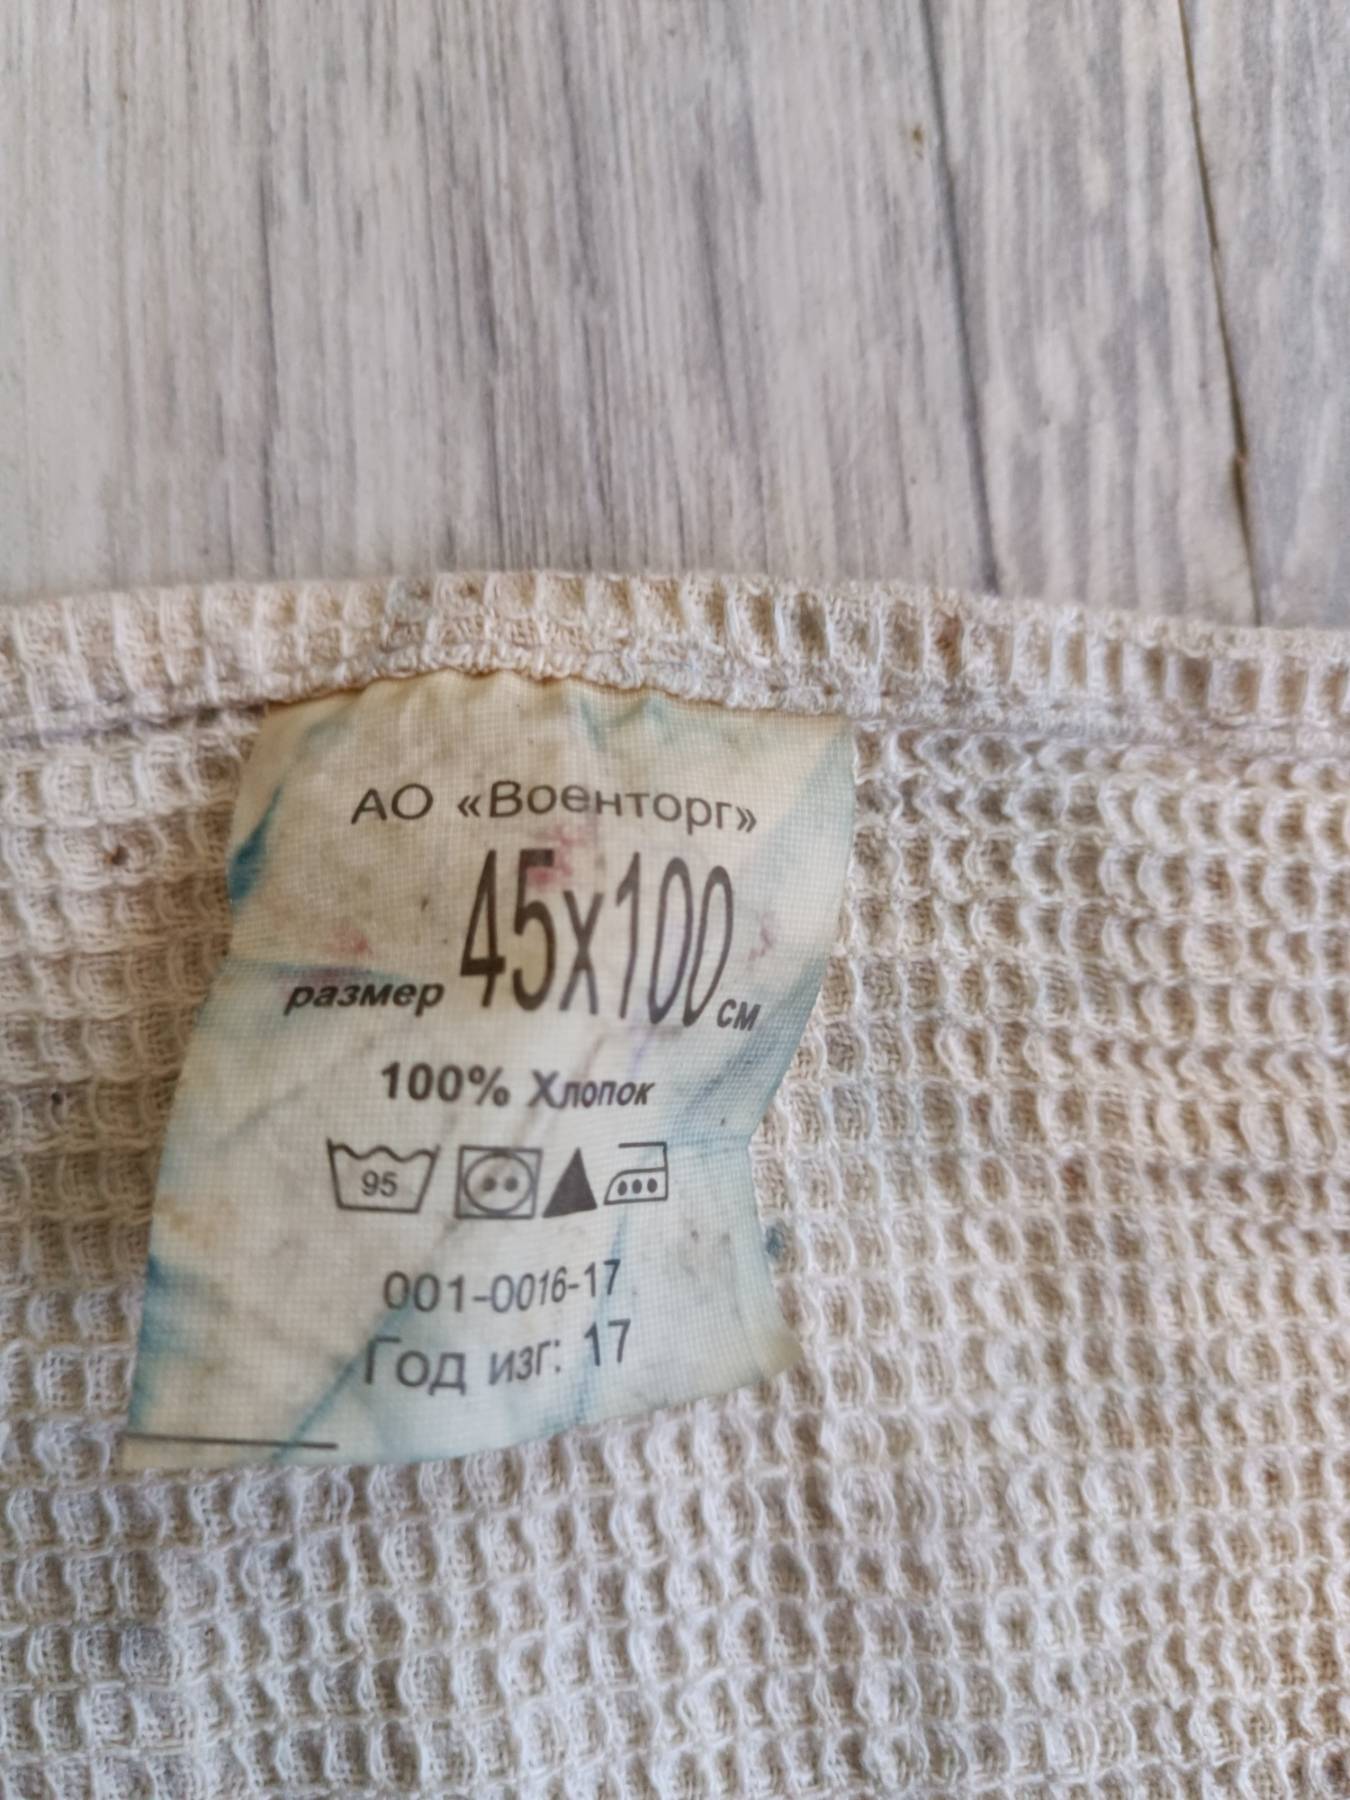 АО «Военторг»
размер 45х100 см
100% Хлопок
95
001-0016-17
Год изг: 17